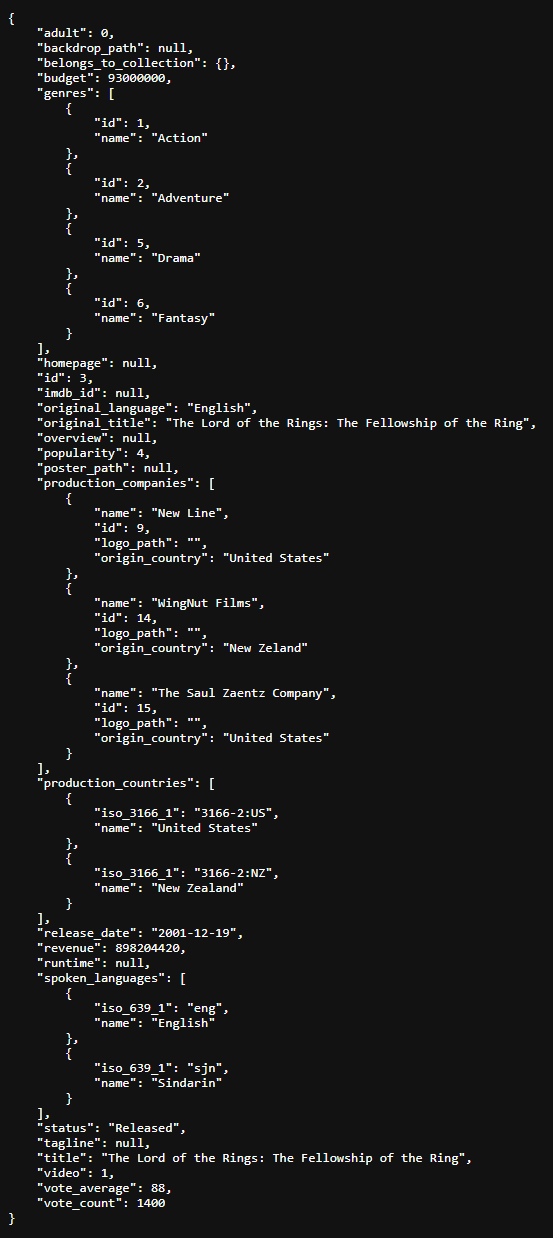 {
    "adult": 0,
    "backdrop_path": null,
    "belongs_to_collection": {},
    "budget": 93000000,
    "genres": [
        {
            "id": 1,
            "name": "Action"
        },
        {
            "id": 2,
            "name": "Adventure"
        },
        {
            "id": 5,
            "name": "Drama"
        },
        {
            "id": 6,
            "name": "Fantasy"
        }
    ],
    "homepage": null,
    "id": 3,
    "imdb_id": null,
    "original_language": "English",
    "original_title": "The Lord of the Rings: The Fellowship of the Ring",
    "overview": null,
    "popularity": 4,
    "poster_path": null,
    "production_companies": [
        {
            "name": "New Line",
            "id": 9,
            "logo_path": "",
            "origin_country": "United States"
        },
        {
            "name": "WingNut Films",
            "id": 14,
            "logo_path": "",
            "origin_country": "New Zeland"
        },
        {
            "name": "The Saul Zaentz Company",
            "id": 15,
            "logo_path": "",
            "origin_country": "United States"
        }
    ],
    "production_countries": [
        {
            "iso_3166_1": "3166-2:US",
            "name": "United States"
        },
        {
            "iso_3166_1": "3166-2:NZ",
            "name": "New Zealand"
        }
    ],
    "release_date": "2001-12-19",
    "revenue": 898204420,
    "runtime": null,
    "spoken_languages": [
        {
            "iso_639_1": "eng",
            "name": "English"
        },
        {
            "iso_639_1": "sjn",
            "name": "Sindarin"
        }
    ],
    "status": "Released",
    "tagline": null,
    "title": "The Lord of the Rings: The Fellowship of the Ring",
    "video": 1,
    "vote_average": 88,
    "vote_count": 1400
}